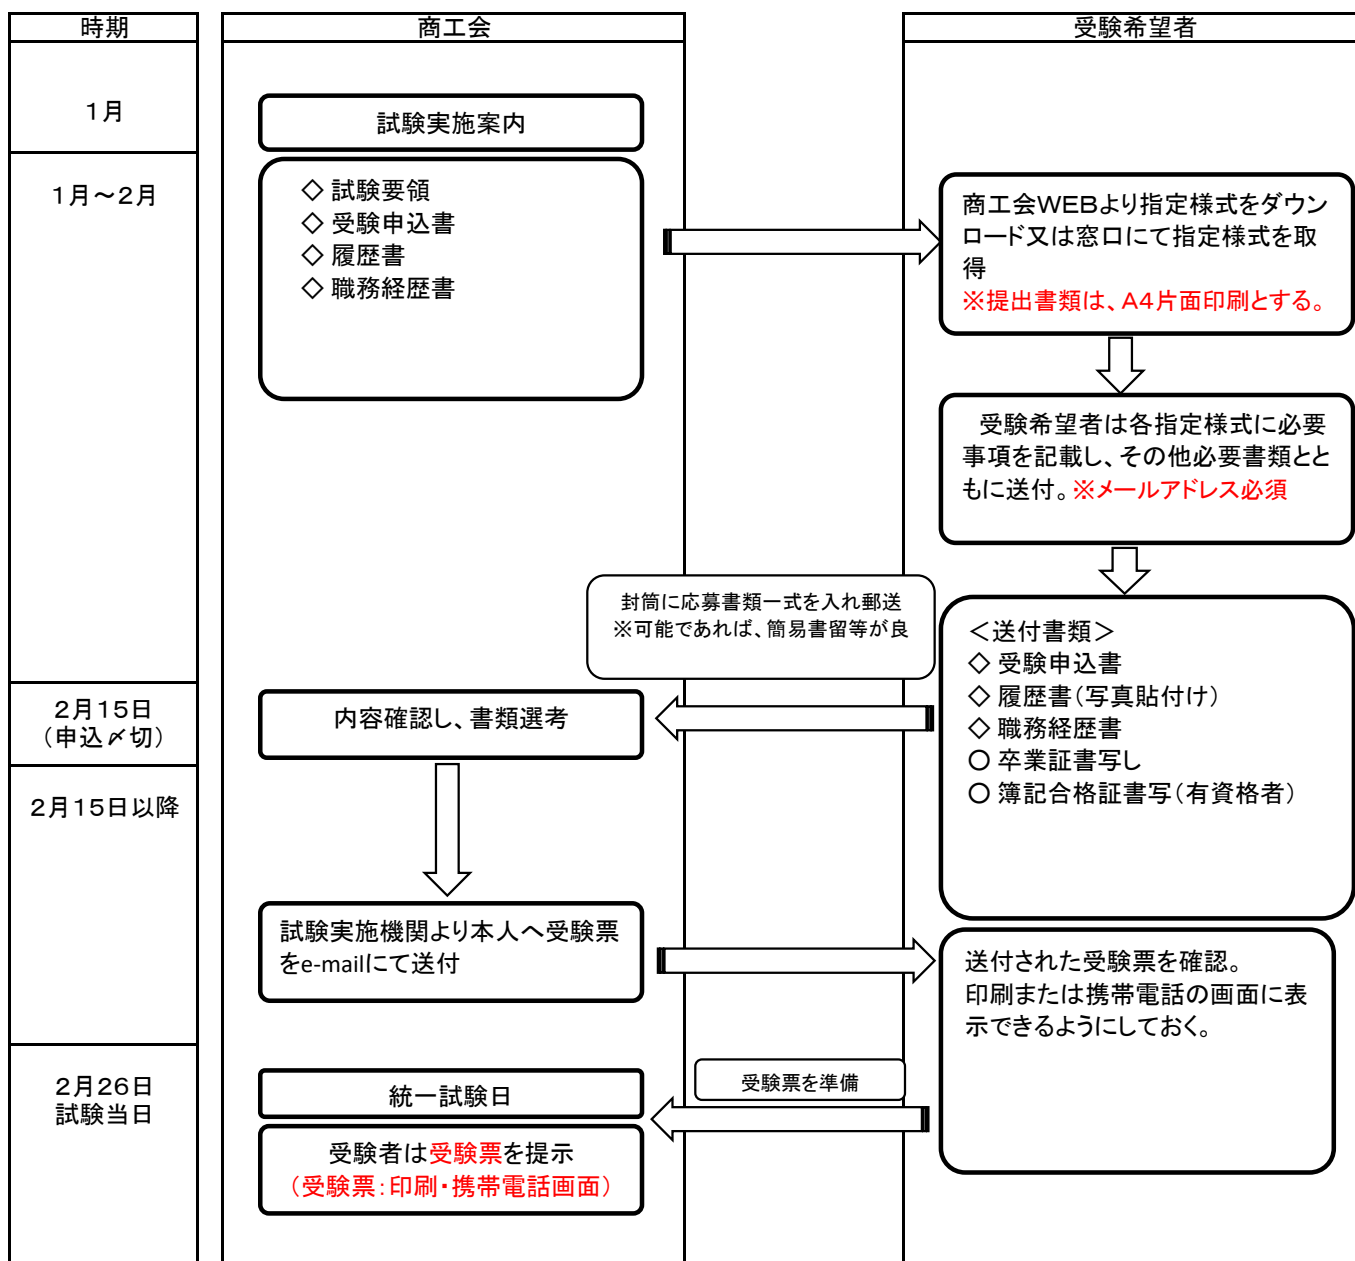 時期
商工会
受験希望者
1月
試験実施案内
1月～2月
◇ 試験要領
◇ 受験申込書
◇ 履歴書
◇ 職務経歴書
商工会WEBより指定様式をダウン
ロード又は窓口にて指定様式を取
得
※提出書類は、A4片面印刷とする。
受験希望者は各指定様式に必要
事項を記載し、その他必要書類とと
もに送付。※メールアドレス必須
封筒に応募書類一式を入れ郵送
※可能であれば、簡易書留等が良
＜送付書類＞
◇ 受験申込書
◇ 履歴書（写真貼付け）
◇ 職務経歴書
○ 卒業証書写し
○ 簿記合格証書写（有資格者）
2月15日
（申込〆切）
内容確認し、書類選考
2月15日以降
試験実施機関より本人へ受験票
をe-mailにて送付
送付された受験票を確認。
印刷または携帯電話の画面に表
示できるようにしておく。
2月26日
試験当日
統一試験日
受験票を準備
受験者は受験票を提示
（受験票：印刷・携帯電話画面）